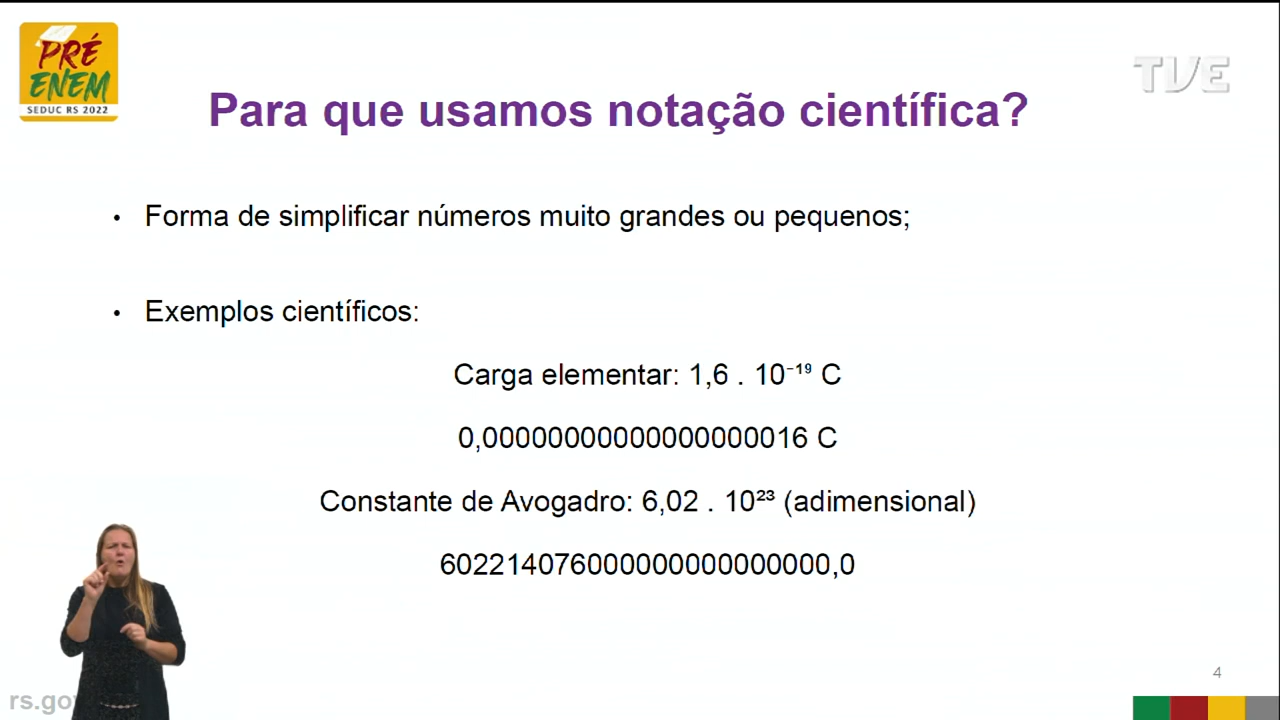 PRÉ
ENEM
SEDUC RS 2022
TVE
Para que usamos notação científica?
• Forma de simplificar números muito grandes ou pequenos;
• Exemplos científicos:
Carga elementar: 1,6 . 10⁻¹⁹ C
0,00000000000000000016 C
Constante de Avogadro: 6,02 . 10²³ (adimensional)
602214076000000000000000,0
4